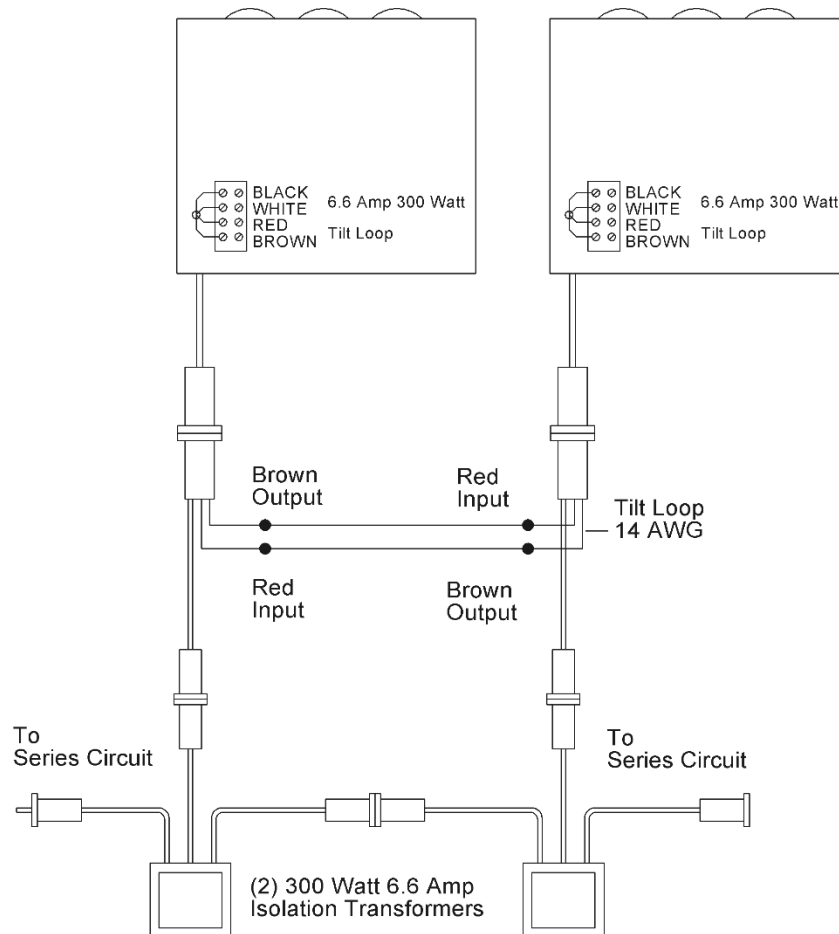 BLACK
WHITE
RED
BROWN
6.6 Amp 300 Watt
Tilt Loop
BLACK
WHITE
RED
BROWN
6.6 Amp 300 Watt
Tilt Loop
Brown
Output
Red
Input
Tilt Loop
14 AWG
Red
Input
Brown
Output
To
Series Circuit
To
Series Circuit
(2) 300 Watt 6.6 Amp
Isolation Transformers